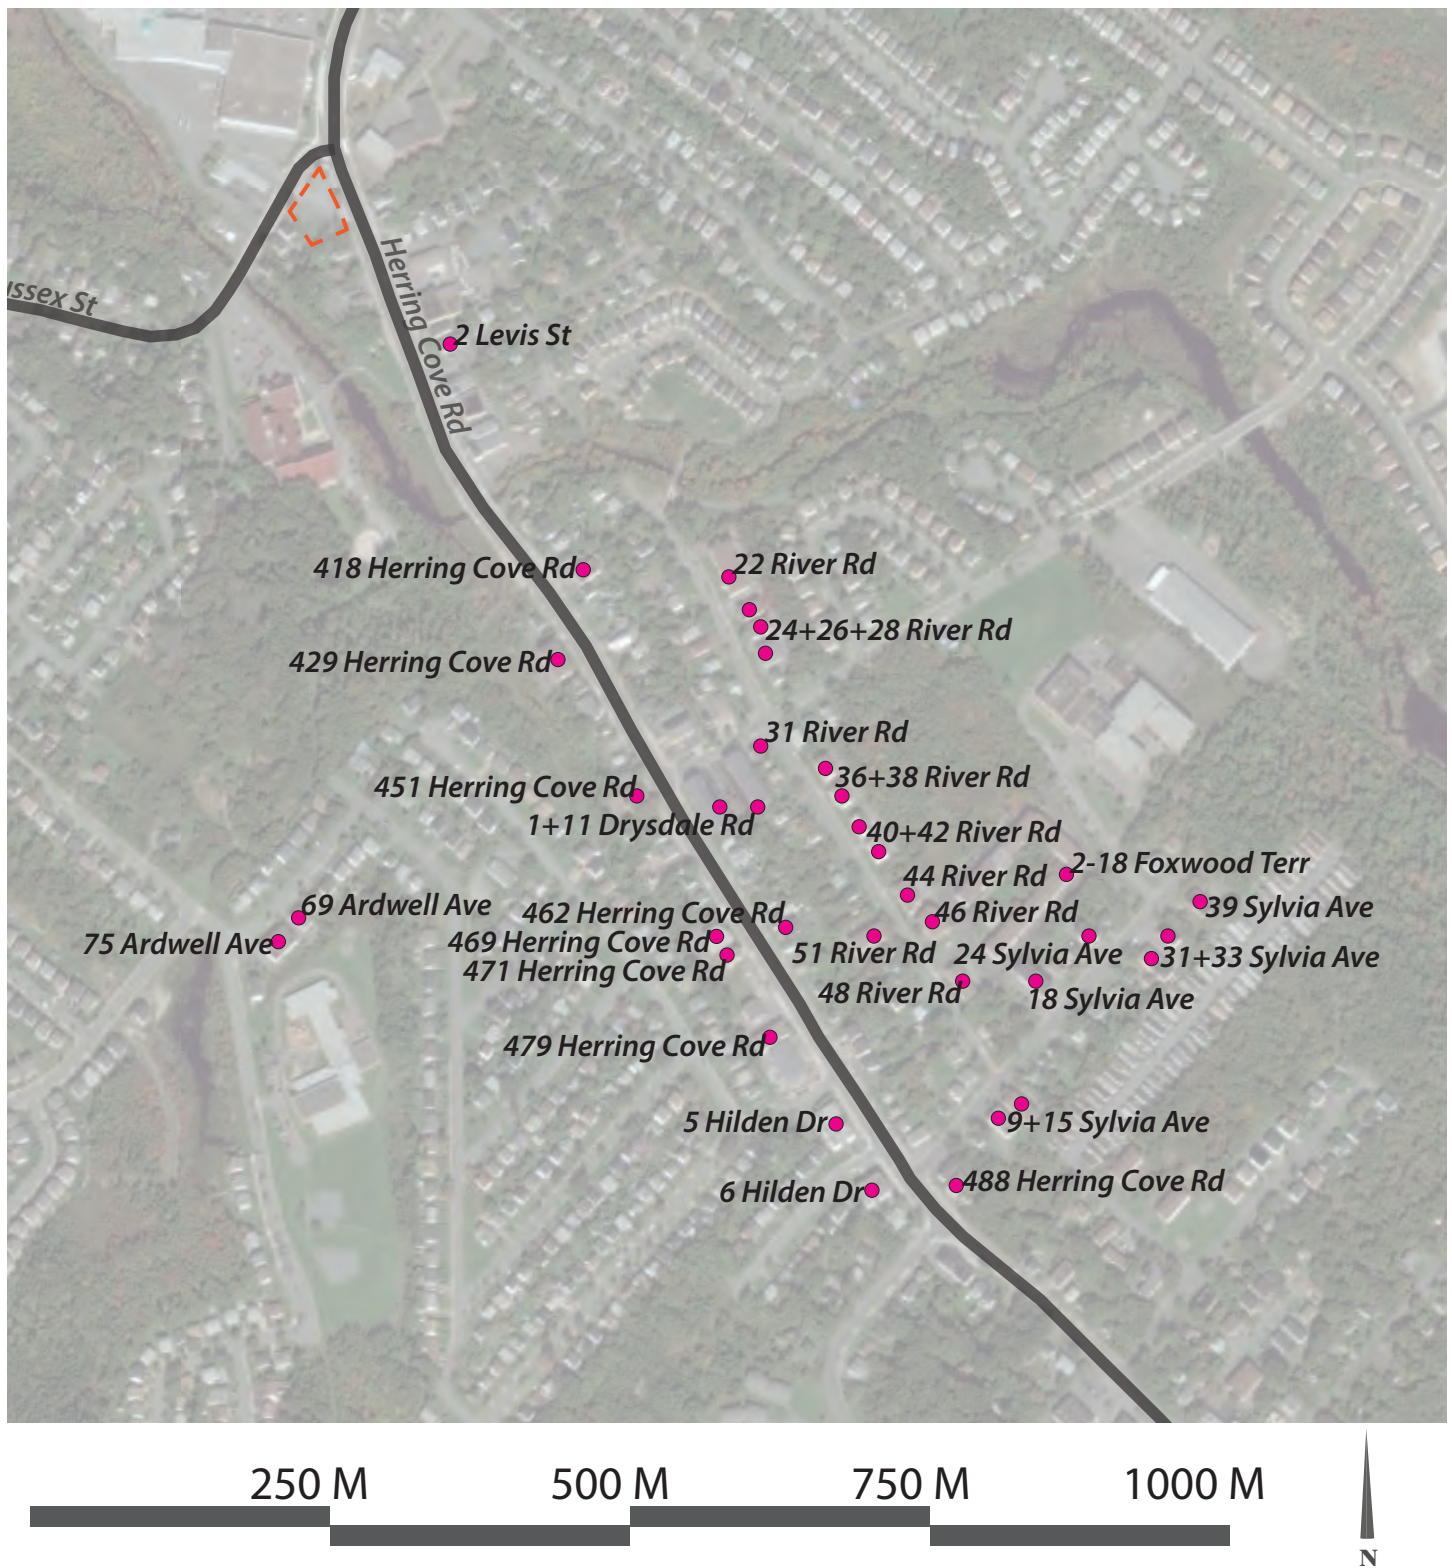 Herring Cove Rd
ussex St
2 Levis St
418 Herring Cove Rd
22 River Rd
24+26+28 River Rd
429 Herring Cove Rd
31 River Rd
36+38 River Rd
451 Herring Cove Rd
1+11 Drysdale Rd
40+42 River Rd
2-18 Foxwood Terr
44 River Rd
69 Ardwell Ave
39 Sylvia Ave
462 Herring Cove Rd
46 River Rd
75 Ardwell Ave
469 Herring Cove Rd
51 River Rd
24 Sylvia Ave
31+33 Sylvia Ave
471 Herring Cove Rd
48 River Rd
18 Sylvia Ave
479 Herring Cove Rd
5 Hilden Dr
9+15 Sylvia Ave
488 Herring Cove Rd
6 Hilden Dr
250 M
500 M
750 M
1000 M
N